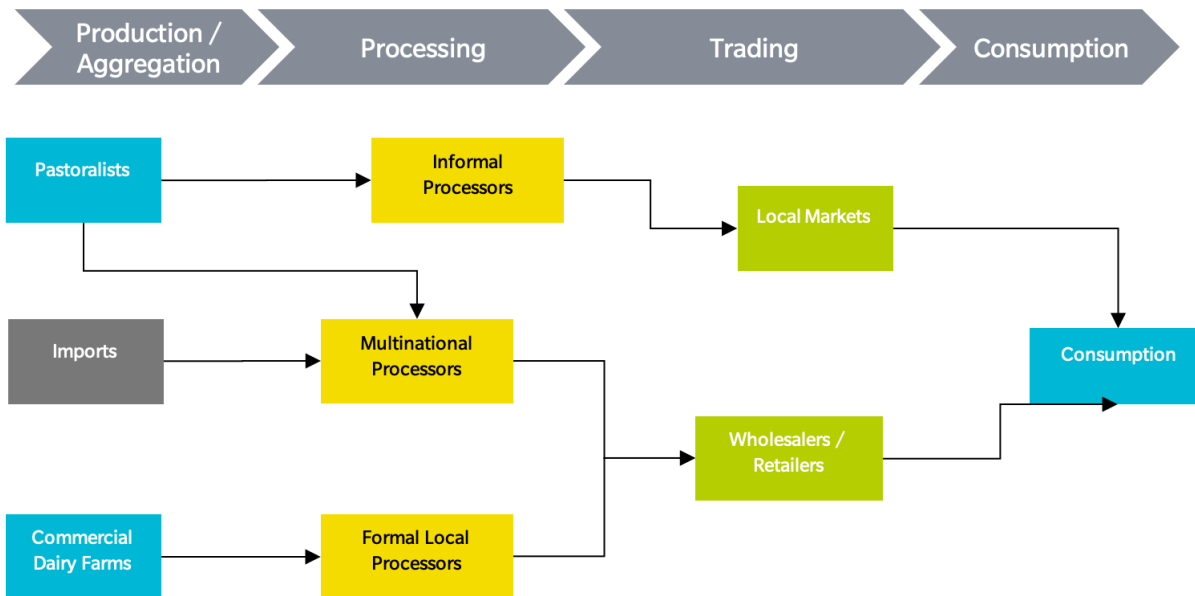 Production /
Aggregation
Processing
Trading
Consumption
Pastoralists
Informal
Processors
Local Markets
Imports
Multinational
Processors
Consumption
Wholesalers /
Retailers
Commercial
Dairy Farms
Formal Local
Processors